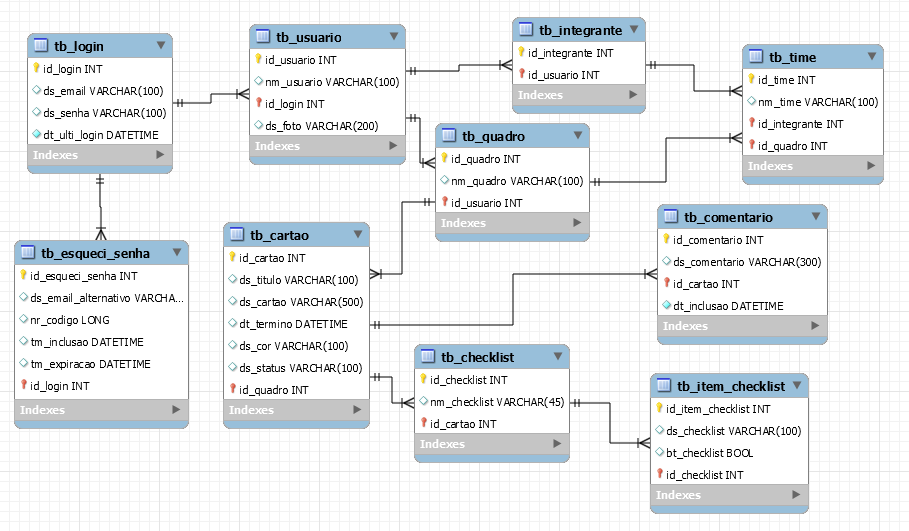 tb_login
id_login INT
ds_email VARCHAR(100)
ds_senha VARCHAR(100)
dt_ulti_login DATETIME
Indexes
tb_usuario
id_usuario INT
nm_usuario VARCHAR(100)
id_login INT
ds_foto VARCHAR(200)
Indexes
tb_integrante
id_integrante INT
id_usuario INT
Indexes
tb_time
id_time INT
nm_time VARCHAR(100)
id_integrante INT
id_quadro INT
Indexes
tb_quadro
id_quadro INT
nm_quadro VARCHAR(100)
id_usuario INT
Indexes
tb_esqueci_senha
id_esqueci_senha INT
ds_email_alternativo VARCHA...
nr_codigo LONG
tm_inclusao DATETIME
tm_expiracao DATETIME
id_login INT
Indexes
tb_cartao
id_cartao INT
ds_titulo VARCHAR(100)
ds_cartao VARCHAR(500)
dt_termino DATETIME
ds_cor VARCHAR(100)
ds_status VARCHAR(100)
id_quadro INT
Indexes
tb_comentario
id_comentario INT
ds_comentario VARCHAR(300)
id_cartao INT
dt_inclusao DATETIME
Indexes
tb_checklist
id_checklist INT
nm_checklist VARCHAR(45)
id_cartao INT
Indexes
tb_item_checklist
id_item_checklist INT
ds_checklist VARCHAR(100)
bt_checklist BOOL
id_checklist INT
Indexes